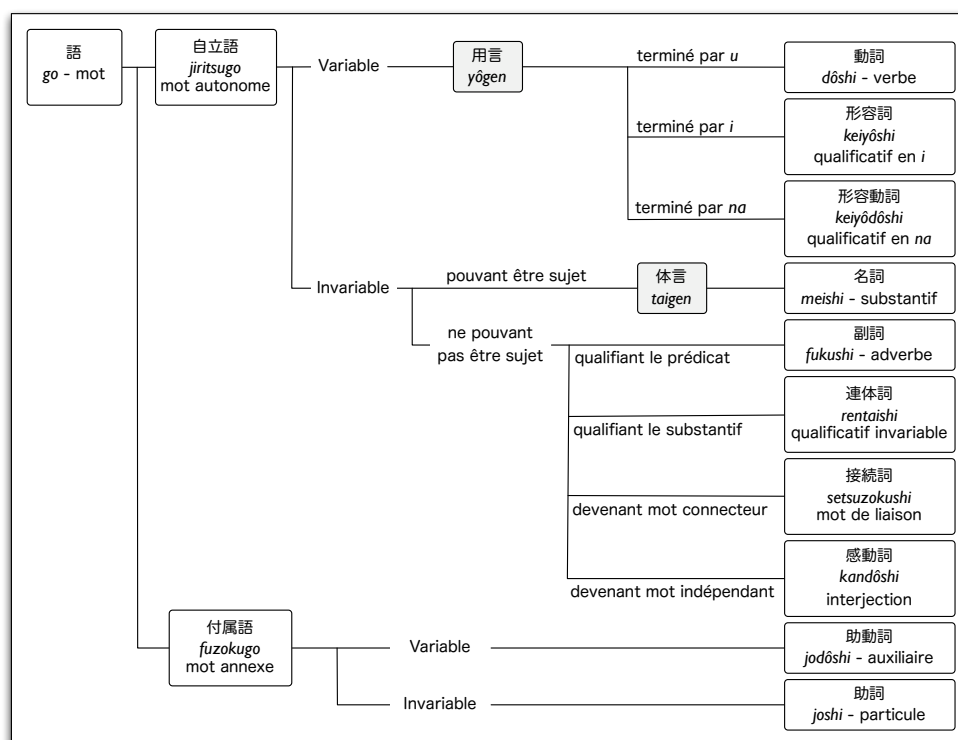 語
go - mot
自立語
jiritsugo
mot autonome
Variable
用言
yôgen
terminé par u
動詞
dôshi - verbe
terminé par i
形容詞
keiyôshi
qualificatif en i
terminé par na
形容動詞
keiyôdôshi
qualificatif en na
Invariable
pouvant être sujet
体言
taigen
名詞
meishi - substantif
ne pouvant
pas être sujet
qualifiant le prédicat
副詞
fukushi - adverbe
qualifiant le substantif
連体詞
rentaishi
qualificatif invariable
devenant mot connecteur
接続詞
setsuzokushi
mot de liaison
devenant mot indépendant
感動詞
kandôshi
interjection
付属語
fuzokugo
mot annexe
Variable
助動詞
jodôshi - auxiliaire
Invariable
助詞
joshi - particule